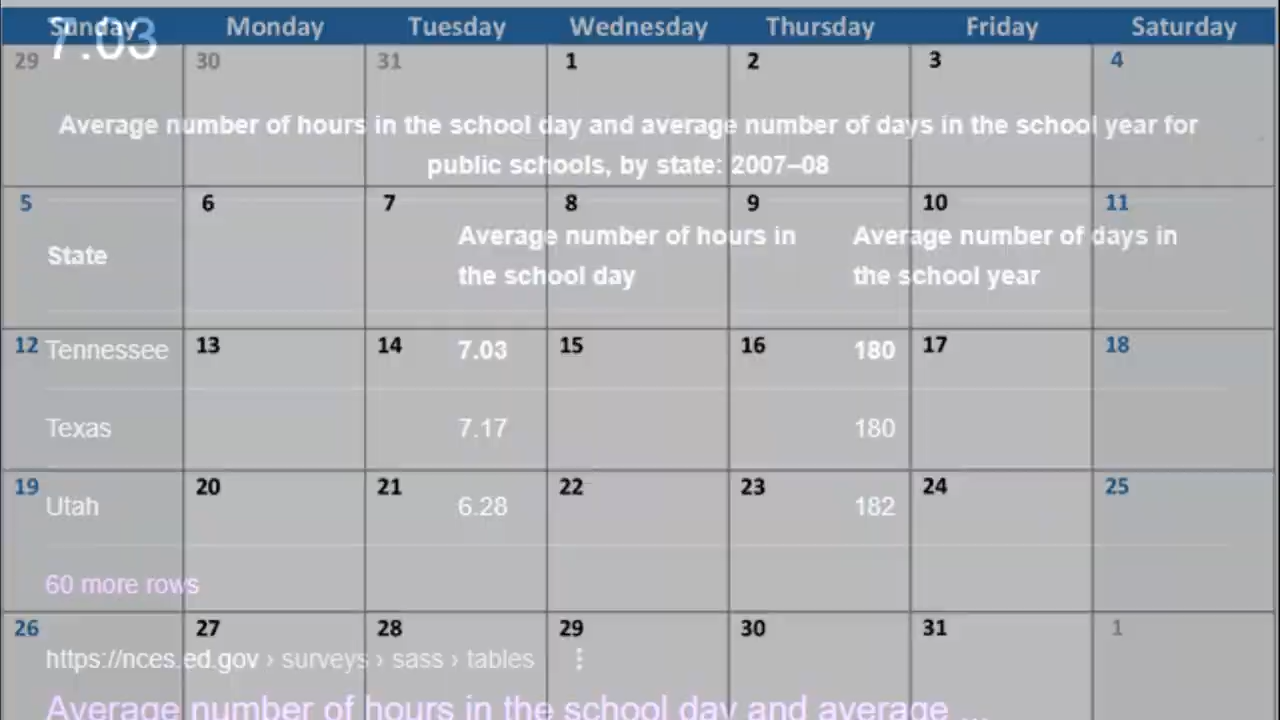 Sunday Monday Tuesday Wednesday Thursday Friday Saturday
7.03
29 30 31 1 2 3 4
Average number of hours in the school day and average number of days in the school year for
public schools, by state: 2007–08
5 6 7 8 9 10 11
State
Average number of hours in
the school day
Average number of days in
the school year
12 13 14 15 16 17 18
Tennessee 7.03 180
Texas 7.17 180
19 20 21 22 23 24 25
Utah 6.28 182
60 more rows
26 27 28 29 30 31 1
https://nces.ed.gov › surveys › sass › tables
Average number of hours in the school day and average ...